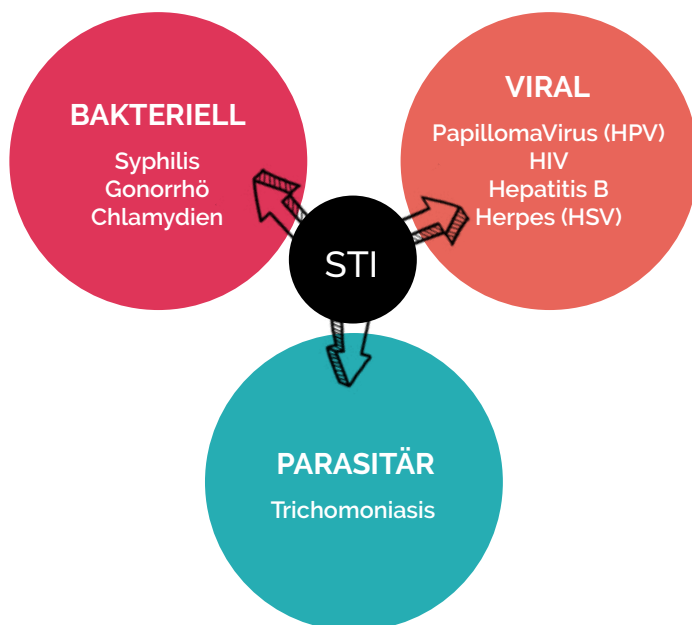 BAKTERIELL
Syphilis
Gonorrhö
Chlamydien
VIRAL
PapillomaVirus (HPV)
HIV
Hepatitis B
Herpes (HSV)
STI
PARASITÄR
Trichomoniasis